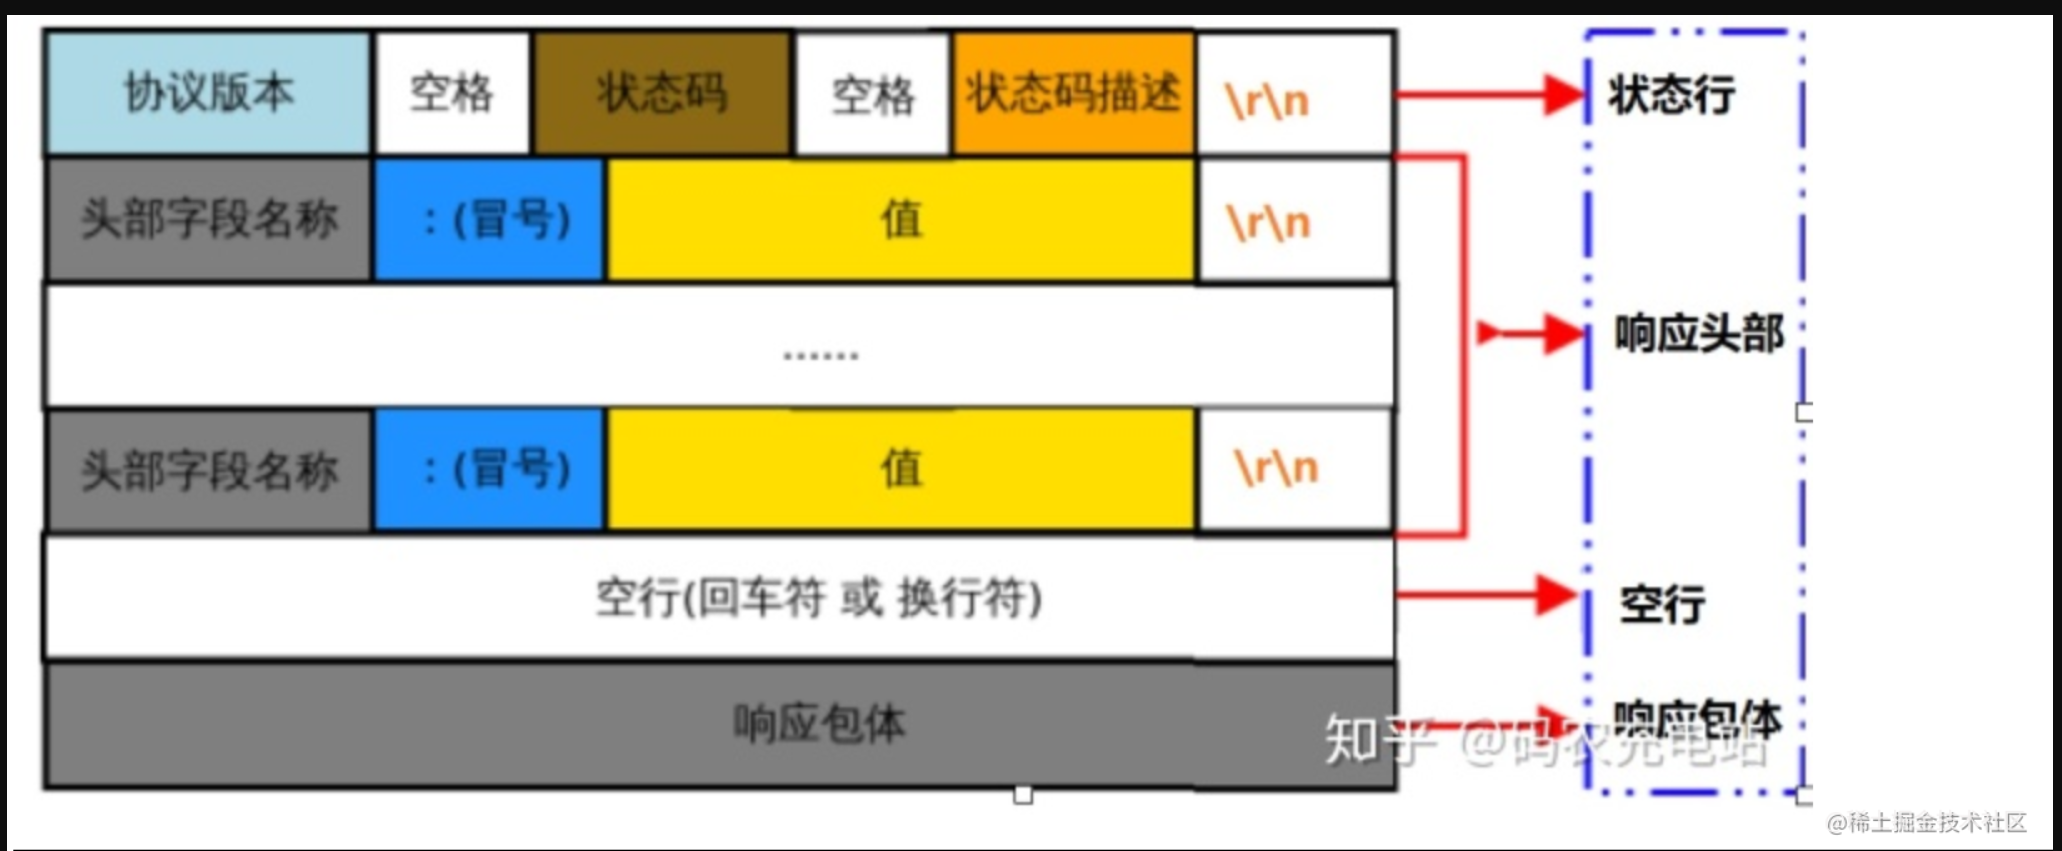 协议版本 空格 状态码 空格 状态码描述 \r\n 状态行
头部字段名称 : (冒号) 值 \r\n
...... 响应头部
头部字段名称 : (冒号) 值 \r\n
空行(回车符 或 换行符) 空行
响应包体 响应包体
知乎 @码农充电站
@稀土掘金技术社区